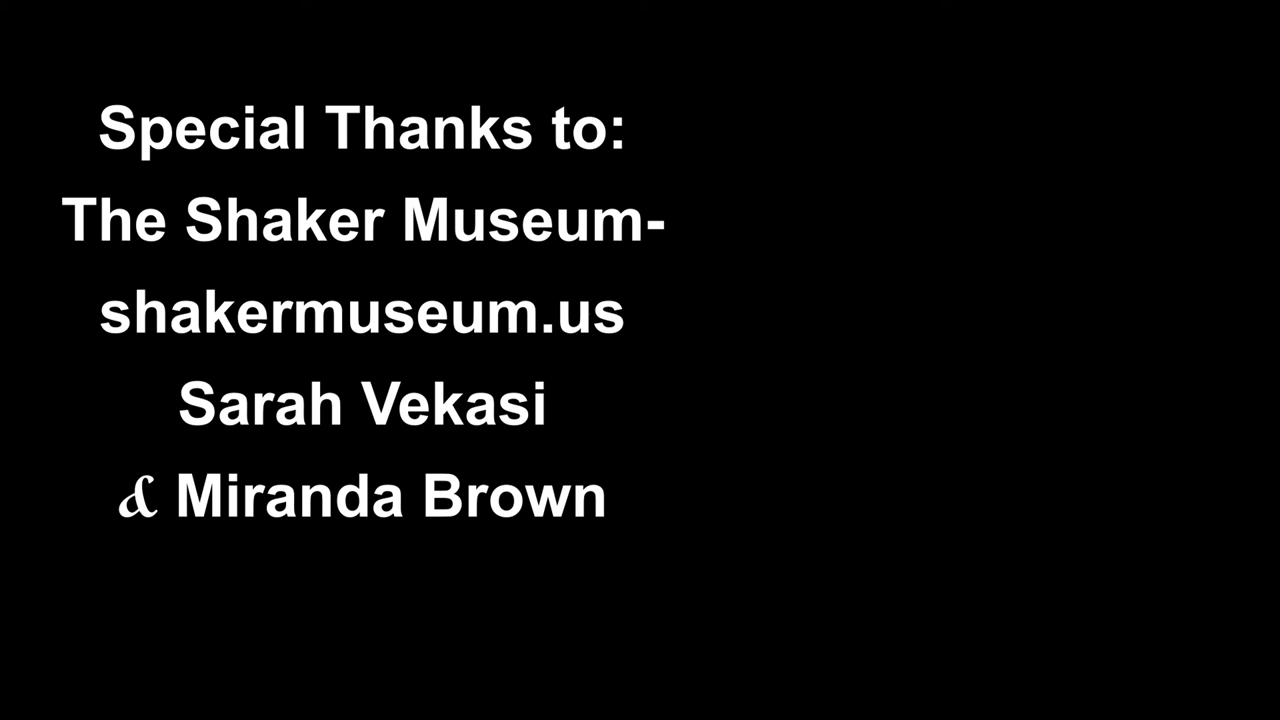 Special Thanks to:
The Shaker Museum-
shakermuseum.us
Sarah Vekasi
& Miranda Brown